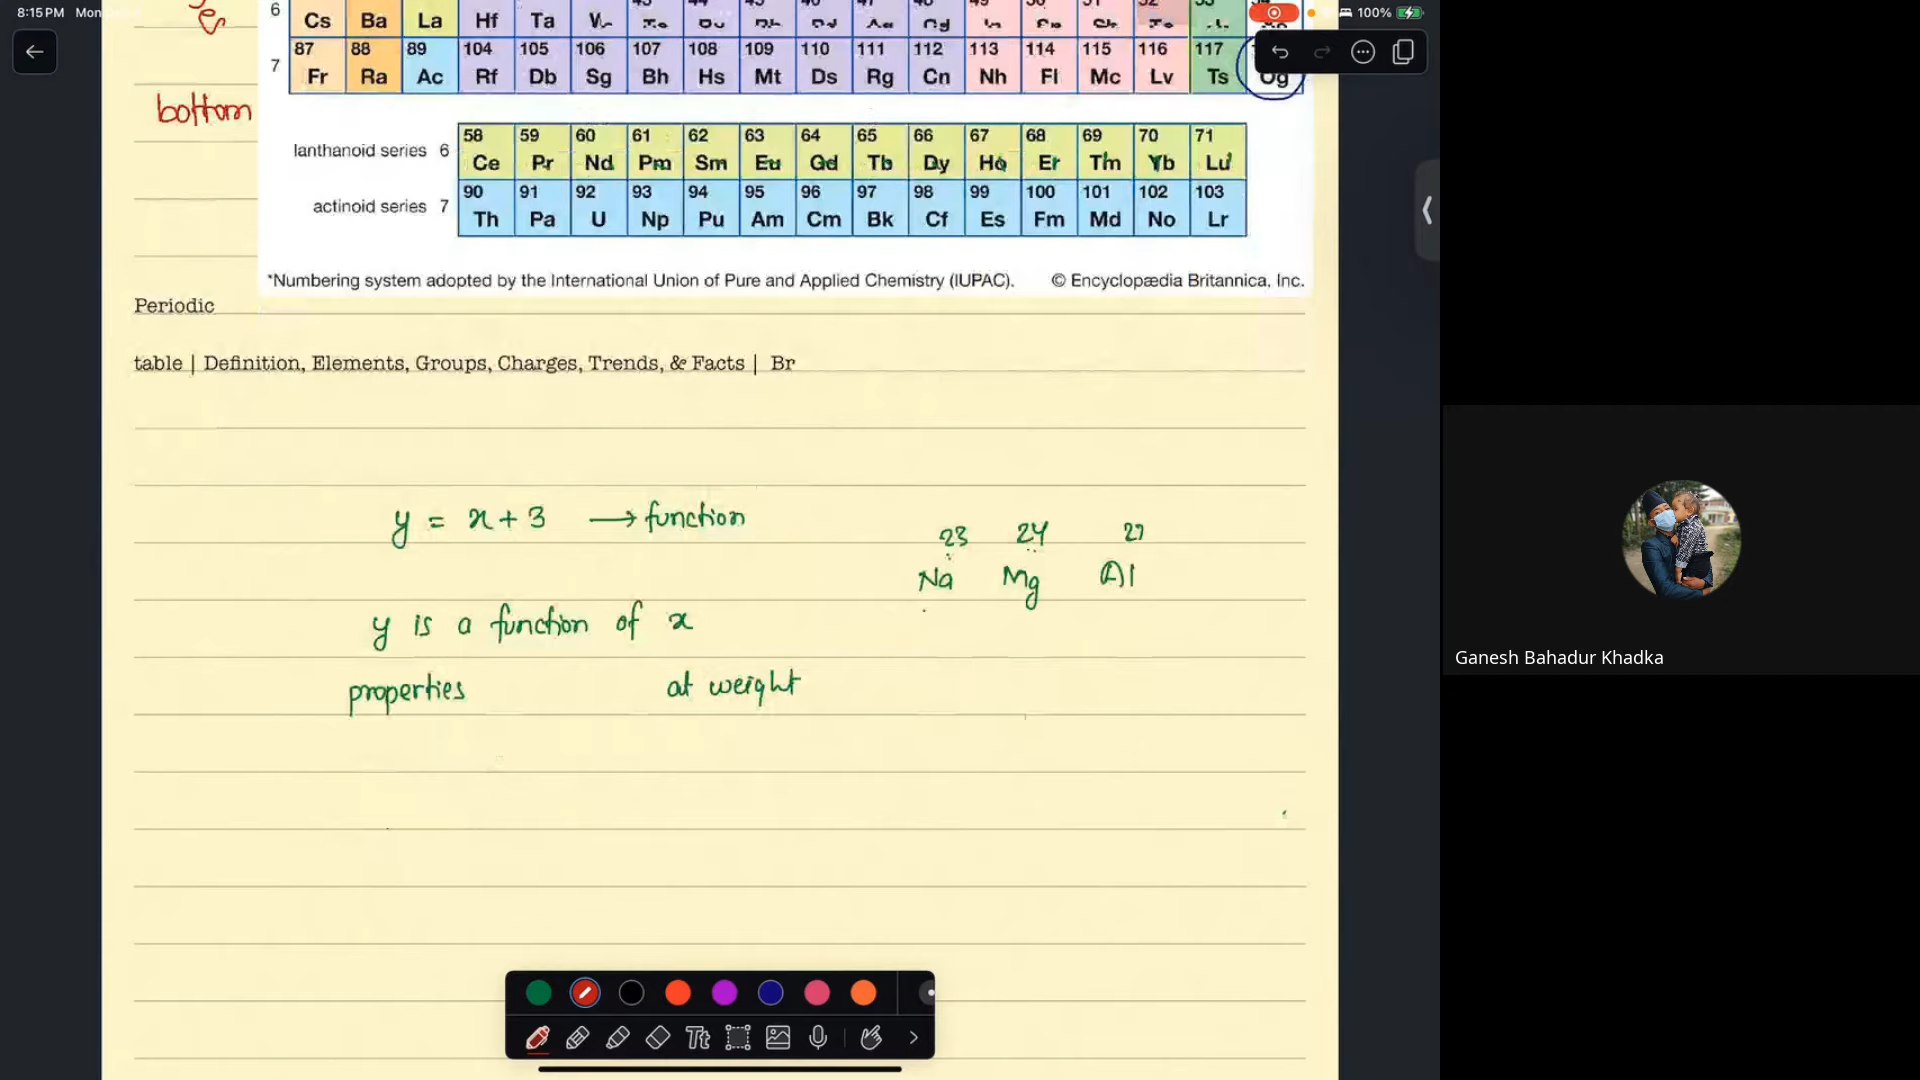 8:15 PM Mon
100%
6 Cs Ba La Hf Ta
87 88 89 104 105 106 107 108 109 110 111 112 113 114 115 116 117
7 Fr Ra Ac Rf Db Sg Bh Hs Mt Ds Rg Cn Nh Fl Mc Lv Ts Og
bottom
58 59 60 61 62 63 64 65 66 67 68 69 70 71
lanthanoid series 6 Ce Pr Nd Pm Sm Eu Gd Tb Dy Ho Er Tm Yb Lu
90 91 92 93 94 95 96 97 98 99 100 101 102 103
actinoid series 7 Th Pa U Np Pu Am Cm Bk Cf Es Fm Md No Lr
*Numbering system adopted by the International Union of Pure and Applied Chemistry (IUPAC). © Encyclopædia Britannica, Inc.
Periodic
table | Definition, Elements, Groups, Charges, Trends, & Facts | Br
y = x + 3 → function
23 24 27
Na Mg Al
y is a function of x
properties at weight
Ganesh Bahadur Khadka
Tt